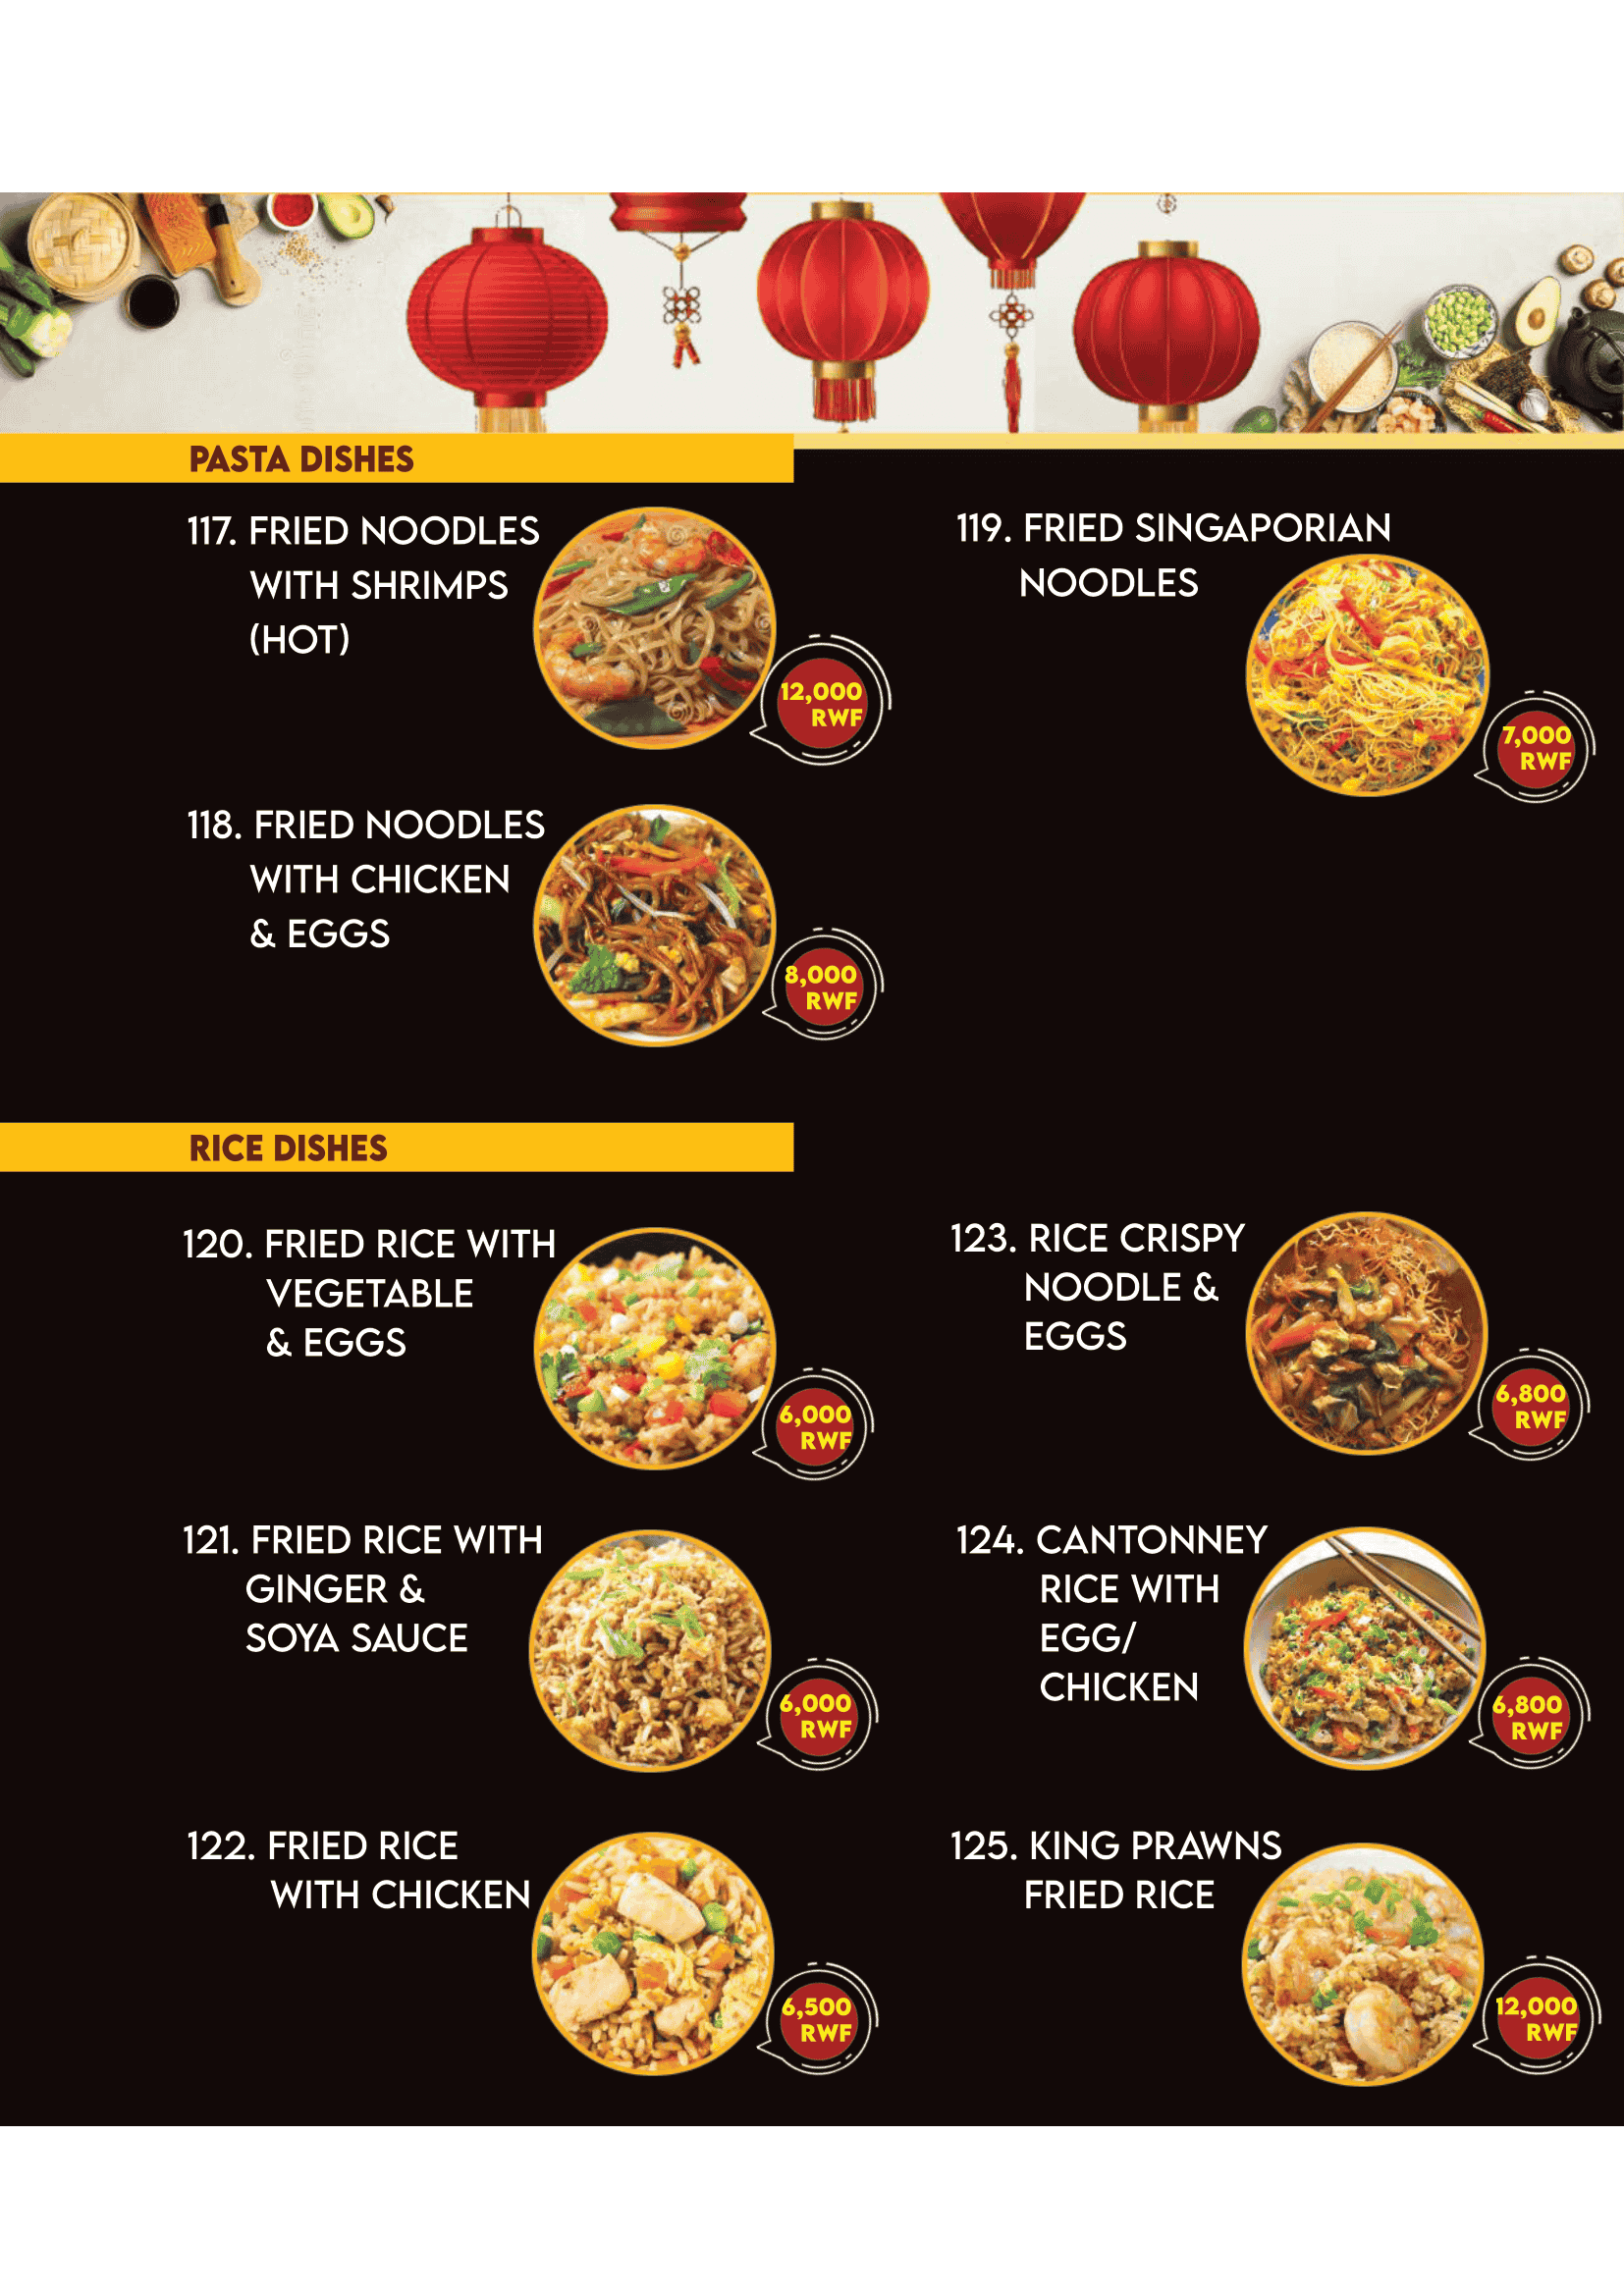 PASTA DISHES
117. FRIED NOODLES
WITH SHRIMPS
(HOT)
12,000
RWF
118. FRIED NOODLES
WITH CHICKEN
& EGGS
8,000
RWF
119. FRIED SINGAPORIAN
NOODLES
7,000
RWF
RICE DISHES
120. FRIED RICE WITH
VEGETABLE
& EGGS
6,000
RWF
121. FRIED RICE WITH
GINGER &
SOYA SAUCE
6,000
RWF
122. FRIED RICE
WITH CHICKEN
6,500
RWF
123. RICE CRISPY
NOODLE &
EGGS
6,800
RWF
124. CANTONNEY
RICE WITH
EGG/
CHICKEN
6,800
RWF
125. KING PRAWNS
FRIED RICE
12,000
RWF